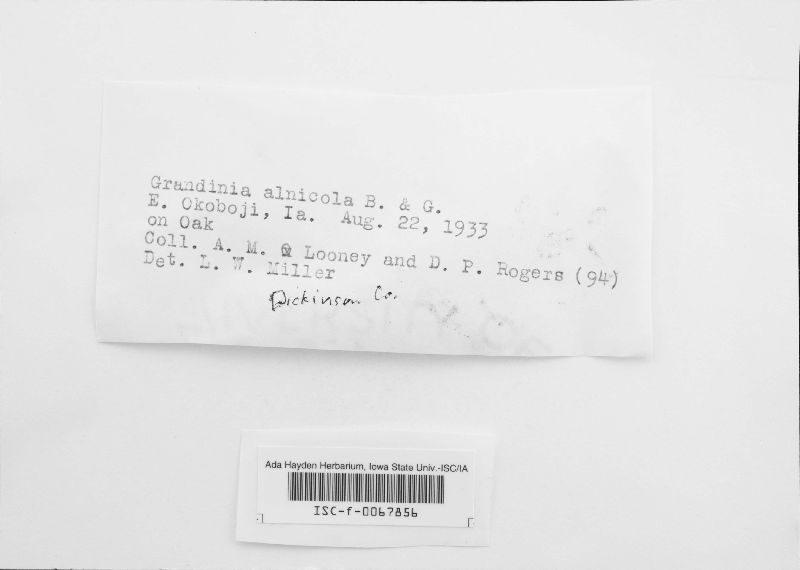 Grandinia alnicola B. & G.
E. Okoboji, Ia. Aug. 22, 1933
on Oak
Coll. A. M. Looney and D. P. Rogers (94)
Det. L. W. Miller
Dickinson Co.
Ada Hayden Herbarium, Iowa State Univ.-ISC/IA
ISC-f-0067856